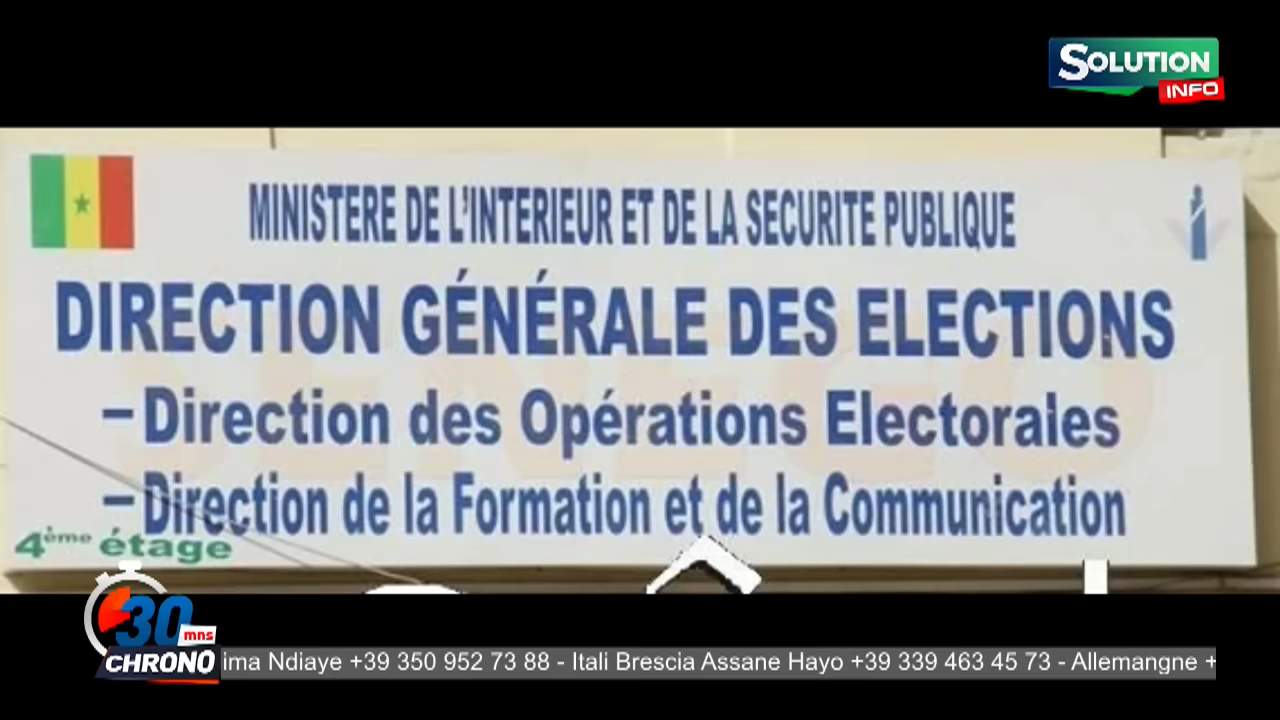 SOLUTION
INFO
MINISTERE DE L'INTERIEUR ET DE LA SECURITE PUBLIQUE
DIRECTION GÉNÉRALE DES ELECTIONS
– Direction des Opérations Electorales
– Direction de la Formation et de la Communication
4ème étage
30
mns
CHRONO
ima Ndiaye +39 350 952 73 88 - Itali Brescia Assane Hayo +39 339 463 45 73 - Allemangne +